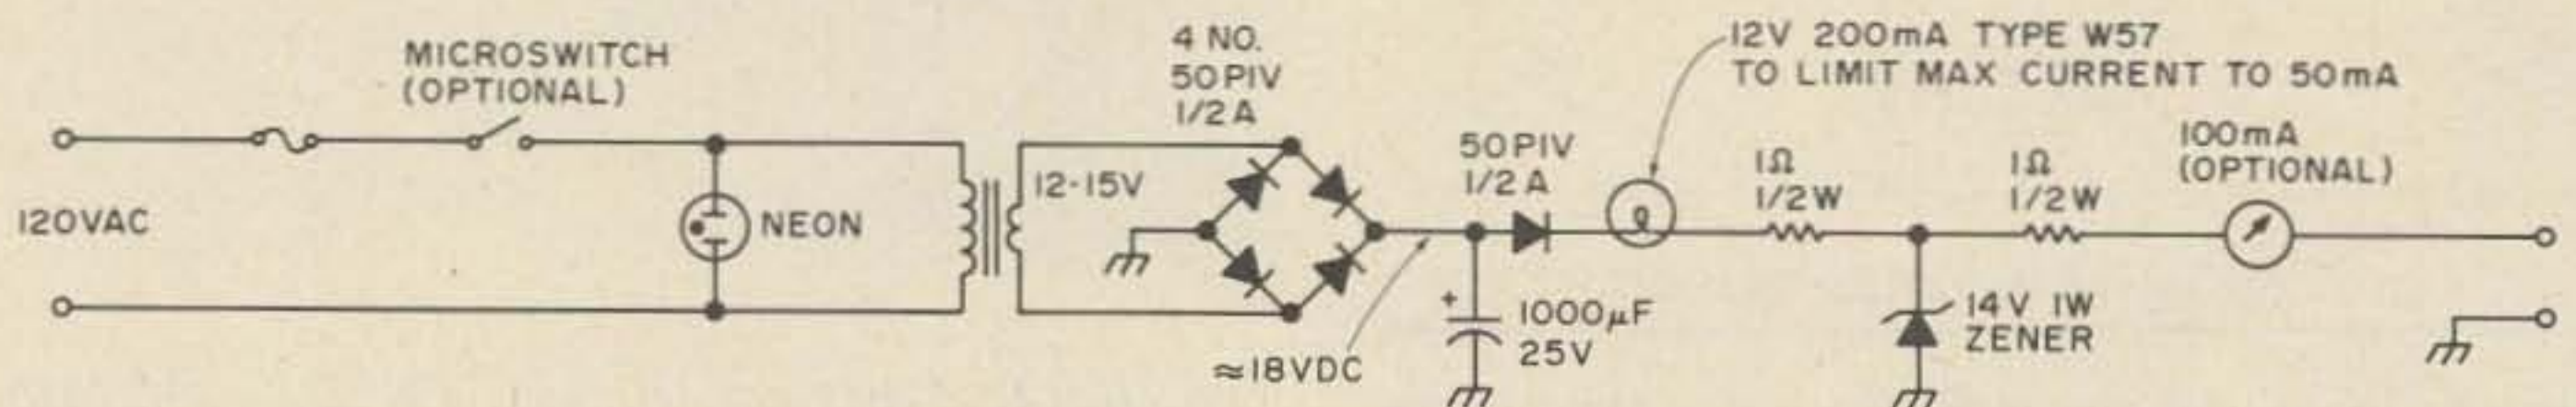 MICROSWITCH
(OPTIONAL)
120VAC
NEON
12-15V
4 NO.
50PIV
1/2A
≈18VDC
50PIV
1/2A
1000µF
25V
+
12V 200mA TYPE W57
TO LIMIT MAX CURRENT TO 50mA
1Ω
1/2W
14V 1W
ZENER
1Ω
1/2W
100mA
(OPTIONAL)